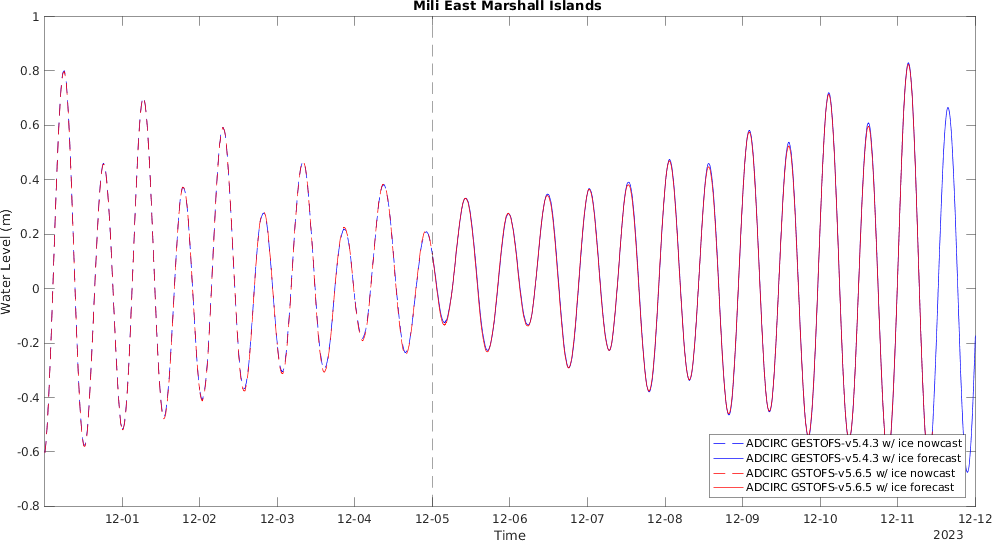 Mili East Marshall Islands
1
0.8
0.6
0.4
0.2
0
-0.2
-0.4
-0.6
-0.8
Water Level (m)
ADCIRC GESTOFS-v5.4.3 w/ ice nowcast
ADCIRC GESTOFS-v5.4.3 w/ ice forecast
ADCIRC GSTOFS-v5.6.5 w/ ice nowcast
ADCIRC GSTOFS-v5.6.5 w/ ice forecast
12-01 12-02 12-03 12-04 12-05 12-06 12-07 12-08 12-09 12-10 12-11 12-12
Time
2023